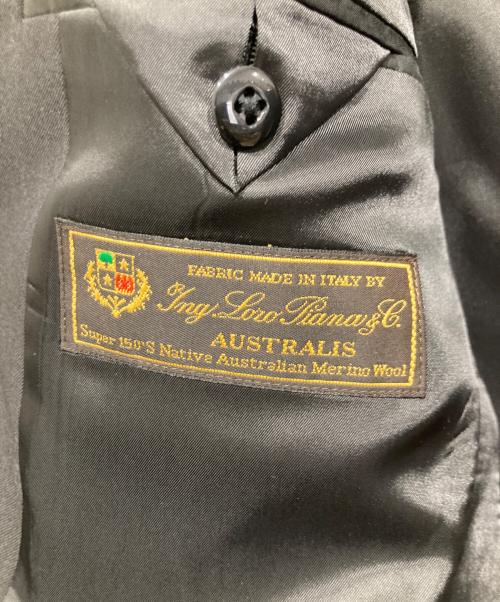 FABRIC MADE IN ITALY BY
Ing. Loro Piana & C.
AUSTRALIS
Super 150'S Native Australian Merino Wool